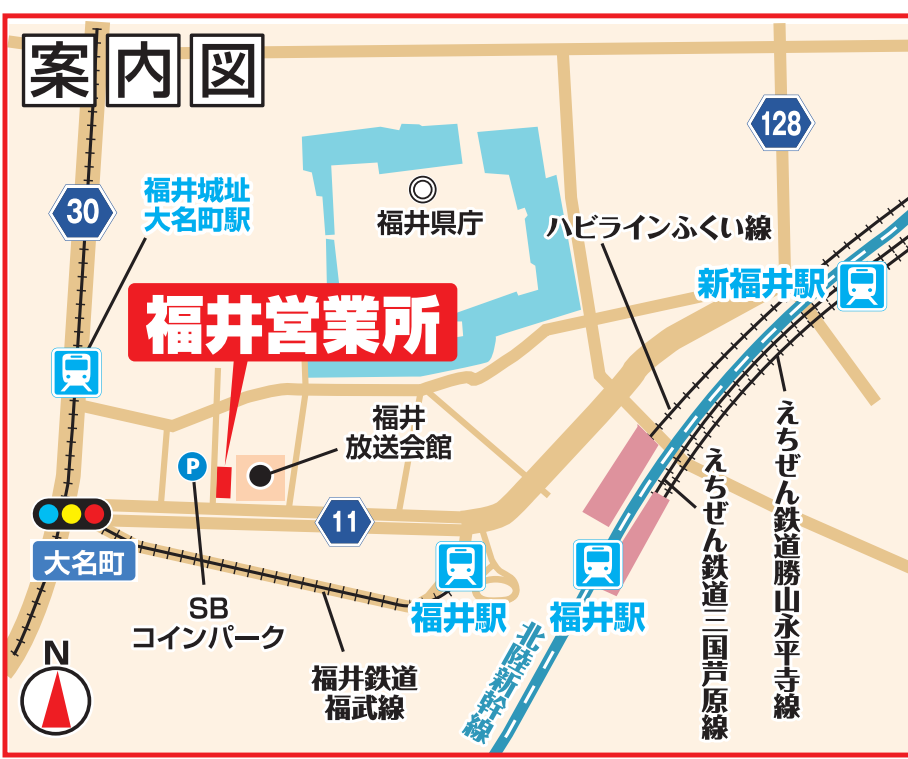 案内図
128
30
福井城址
大名町駅
福井県庁
ハピラインふくい線
新福井駅
福井営業所
福井
放送会館
P
11
大名町
福井駅
福井駅
SB
コインパーク
福井鉄道
福武線
北陸新幹線
えちぜん鉄道三国芦原線
えちぜん鉄道勝山永平寺線
N